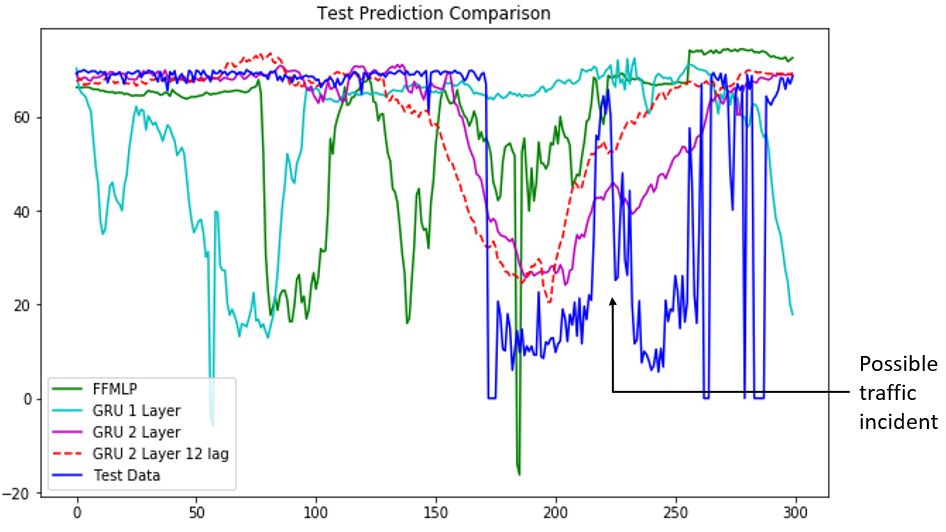 Test Prediction Comparison
60
40
20
0
−20
FFMLP
GRU 1 Layer
GRU 2 Layer
GRU 2 Layer 12 lag
Test Data
0 50 100 150 200 250 300
Possible
traffic
incident